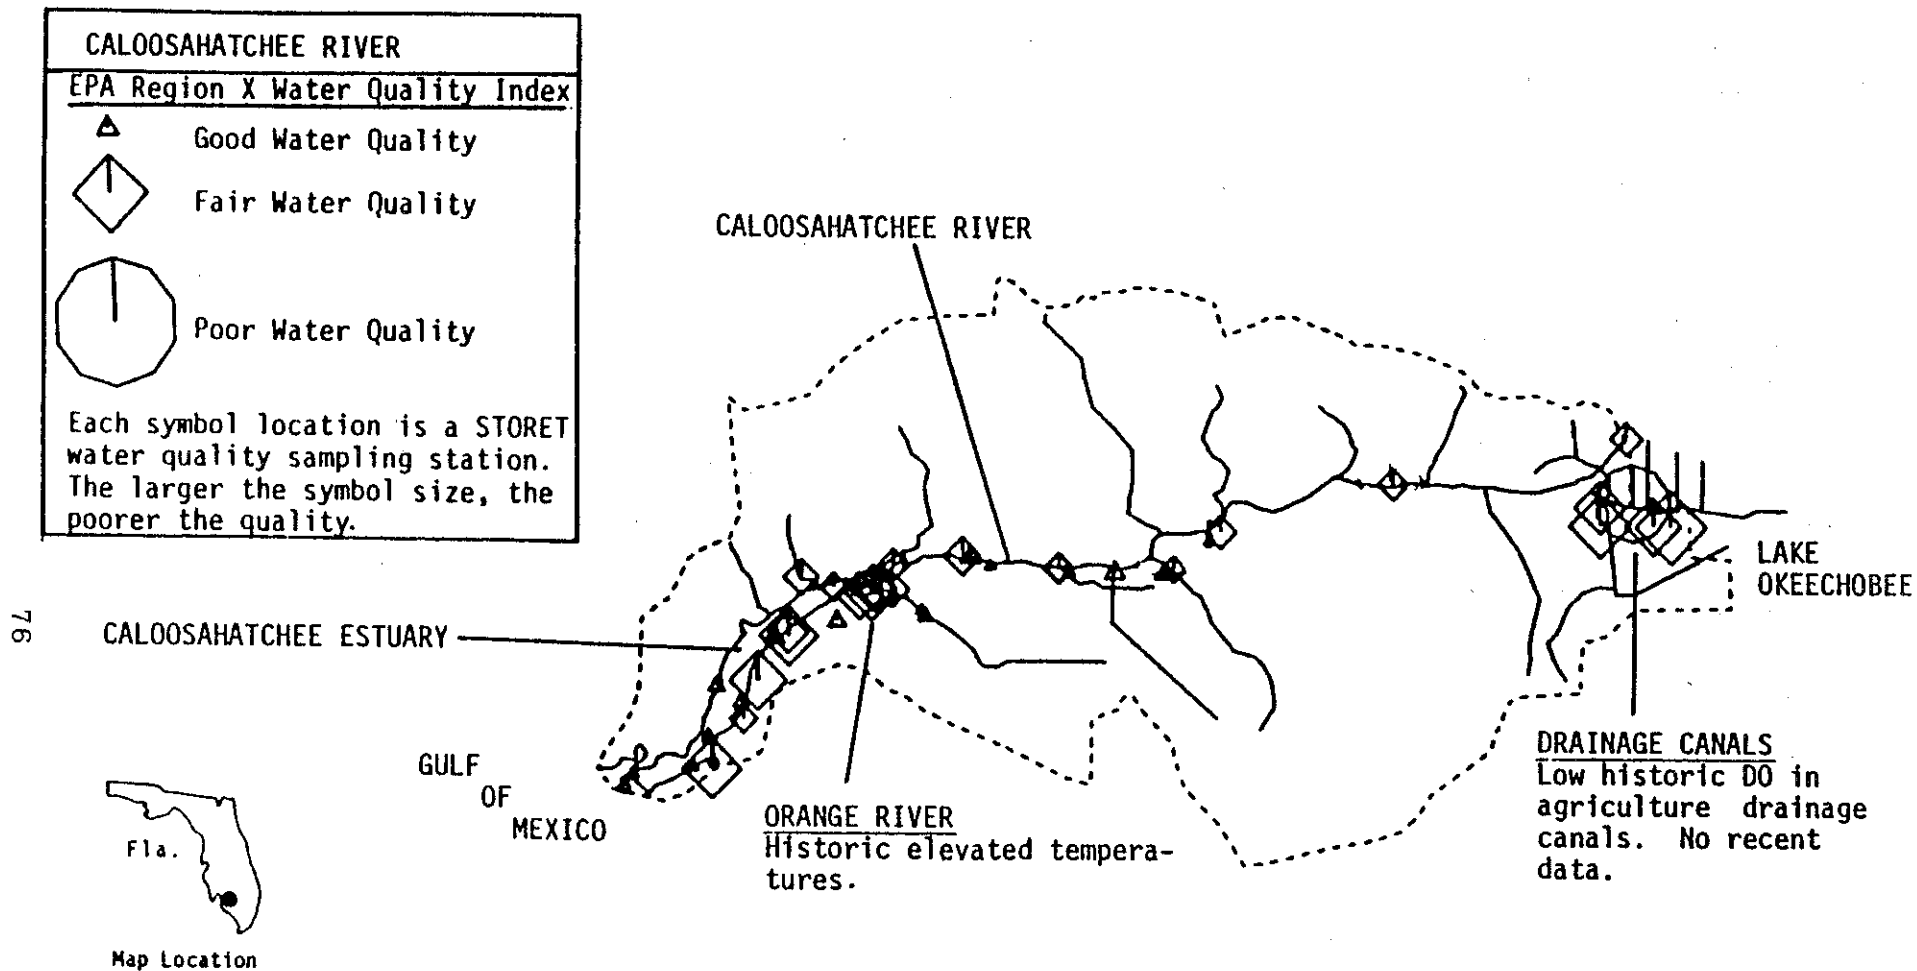 CALOOSAHATCHEE RIVER
EPA Region X Water Quality Index
Good Water Quality
Fair Water Quality
Poor Water Quality
Each symbol location is a STORET
water quality sampling station.
The larger the symbol size, the
poorer the quality.
CALOOSAHATCHEE RIVER
LAKE
OKEECHOBEE
CALOOSAHATCHEE ESTUARY
76
GULF
OF
MEXICO
ORANGE RIVER
Historic elevated tempera-
tures.
DRAINAGE CANALS
Low historic DO in
agriculture drainage
canals. No recent
data.
Fla.
Map Location